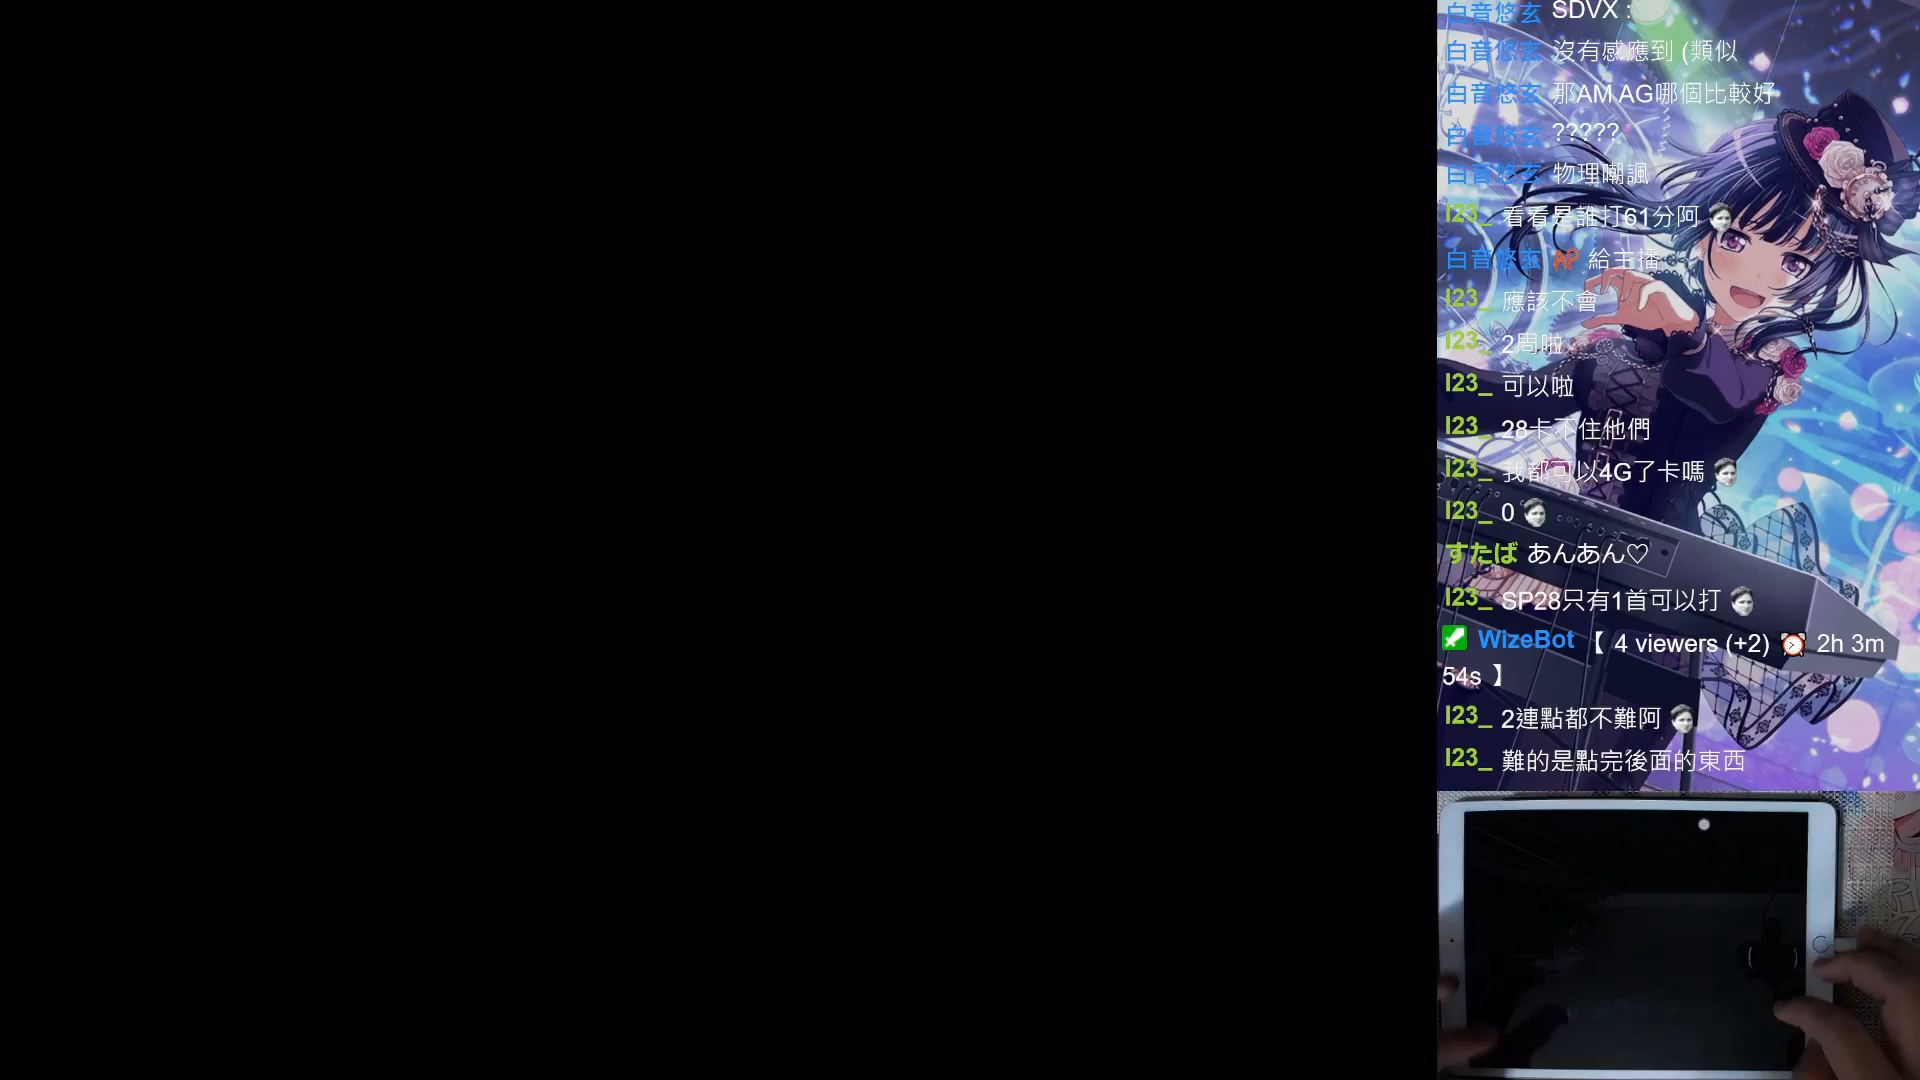 白音悠玄 SDVX :
白音悠玄 沒有感應到 (類似
白音悠玄 那AM AG哪個比較好
白音悠玄 ?????
白音悠玄 物理嘲諷
l23_ 看看是誰打61分阿
白音悠玄 AP 給主播
l23_ 應該不會
l23_ 2周啦
l23_ 可以啦
l23_ 28卡不住他們
l23_ 我都可以4G了卡嗎
l23_ 0
すたば あんあん♡
l23_ SP28只有1首可以打
WizeBot 【 4 viewers (+2) ⏰ 2h 3m
54s 】
l23_ 2連點都不難阿
l23_ 難的是點完後面的東西